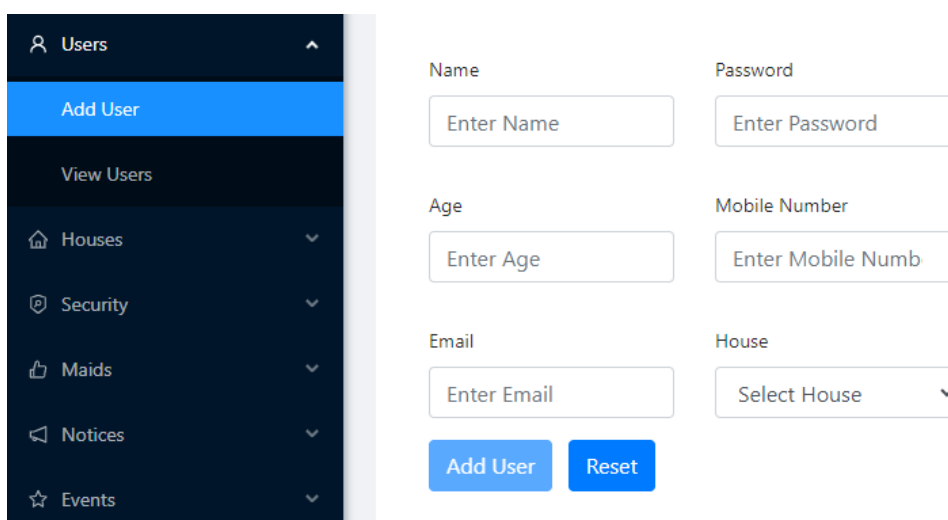 Users
Add User
View Users
Houses
Security
Maids
Notices
Events
Name
Password
Enter Name
Enter Password
Age
Mobile Number
Enter Age
Enter Mobile Numb
Email
House
Enter Email
Select House
Add User
Reset